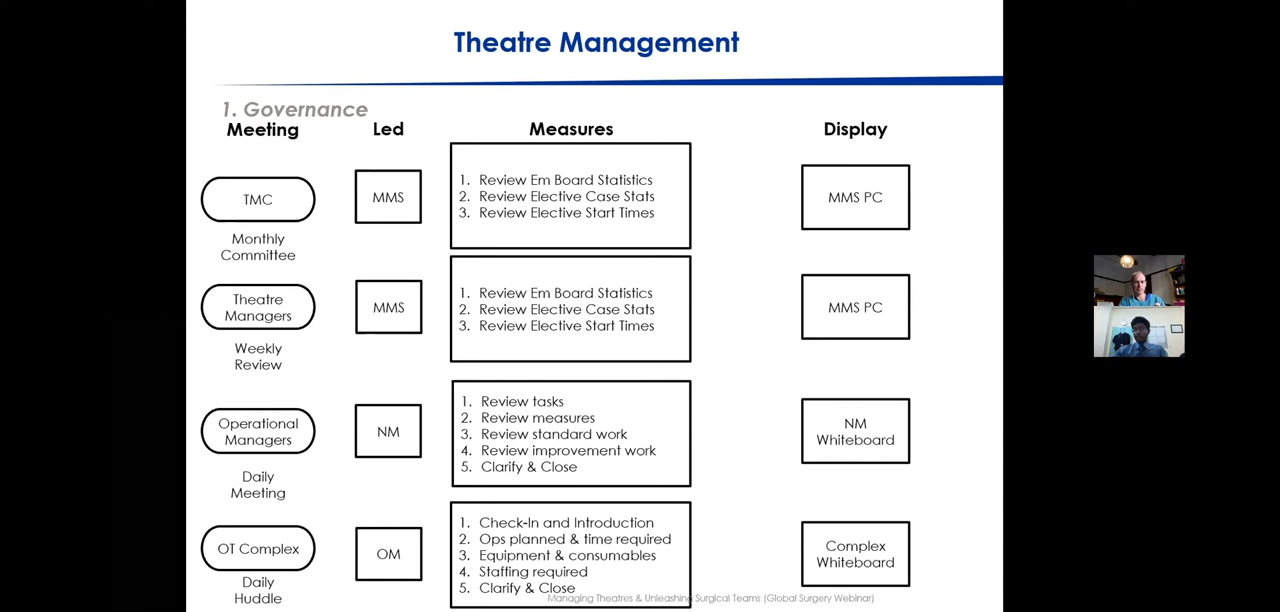 Theatre Management
1. Governance
Meeting Led Measures Display
TMC
Monthly
Committee
MMS
1. Review Em Board Statistics
2. Review Elective Case Stats
3. Review Elective Start Times
MMS PC
Theatre
Managers
Weekly
Review
MMS
1. Review Em Board Statistics
2. Review Elective Case Stats
3. Review Elective Start Times
MMS PC
Operational
Managers
Daily
Meeting
NM
1. Review tasks
2. Review measures
3. Review standard work
4. Review improvement work
5. Clarify & Close
NM
Whiteboard
OT Complex
Daily
Huddle
OM
1. Check-In and Introduction
2. Ops planned & time required
3. Equipment & consumables
4. Staffing required
5. Clarify & Close
Complex
Whiteboard
Managing Theatres & Unleashing Surgical Teams (Global Surgery Webinar)